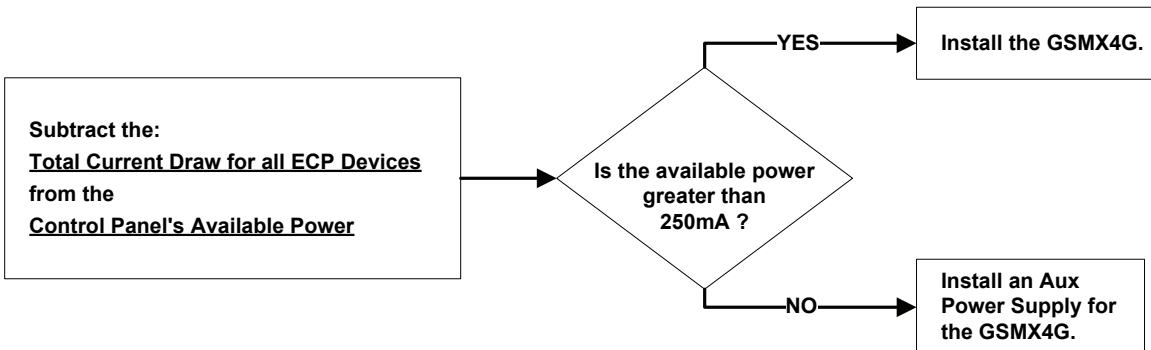 Subtract the:
Total Current Draw for all ECP Devices
from the
Control Panel's Available Power
Is the available power
greater than
250mA ?
YES
Install the GSMX4G.
NO
Install an Aux
Power Supply for
the GSMX4G.